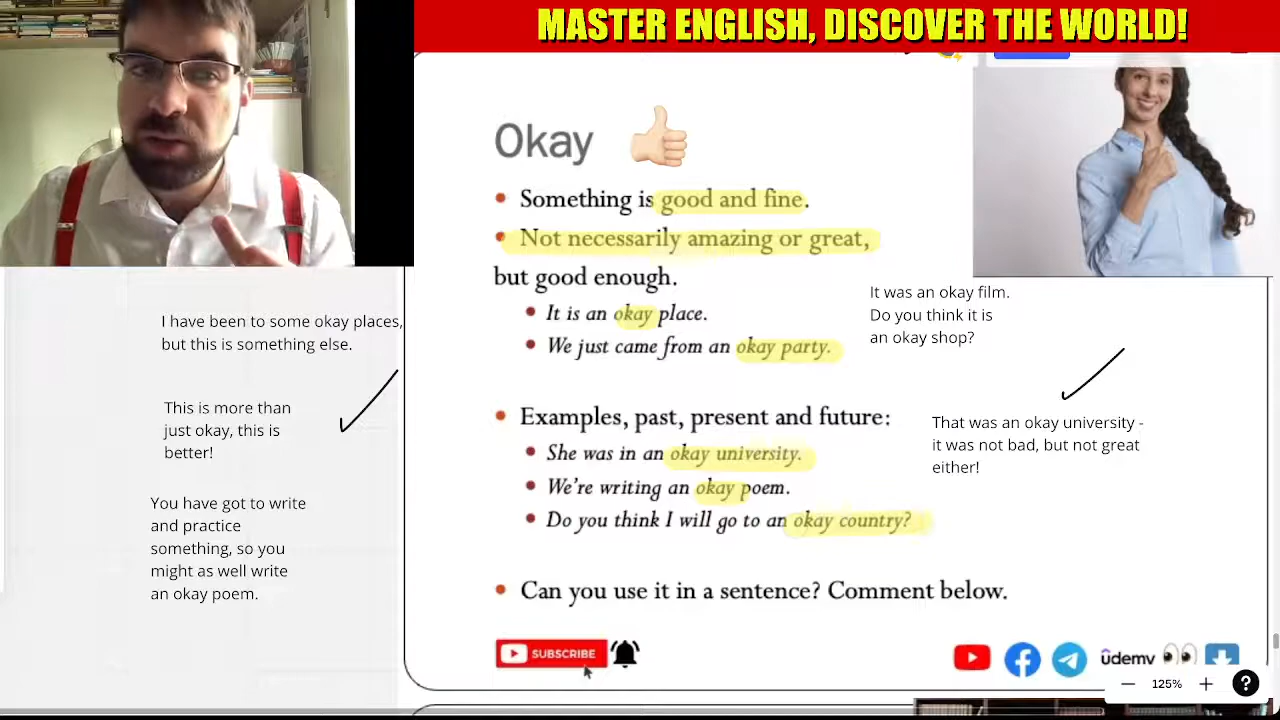 MASTER ENGLISH, DISCOVER THE WORLD!
Okay
Something is good and fine.
Not necessarily amazing or great,
but good enough.
It is an okay place.
We just came from an okay party.
Examples, past, present and future:
She was in an okay university.
We're writing an okay poem.
Do you think I will go to an okay country?
Can you use it in a sentence? Comment below.
I have been to some okay places,
but this is something else.
This is more than
just okay, this is
better!
You have got to write
and practice
something, so you
might as well write
an okay poem.
It was an okay film.
Do you think it is
an okay shop?
That was an okay university -
it was not bad, but not great
either!
SUBSCRIBE
ûdemy
125%
?